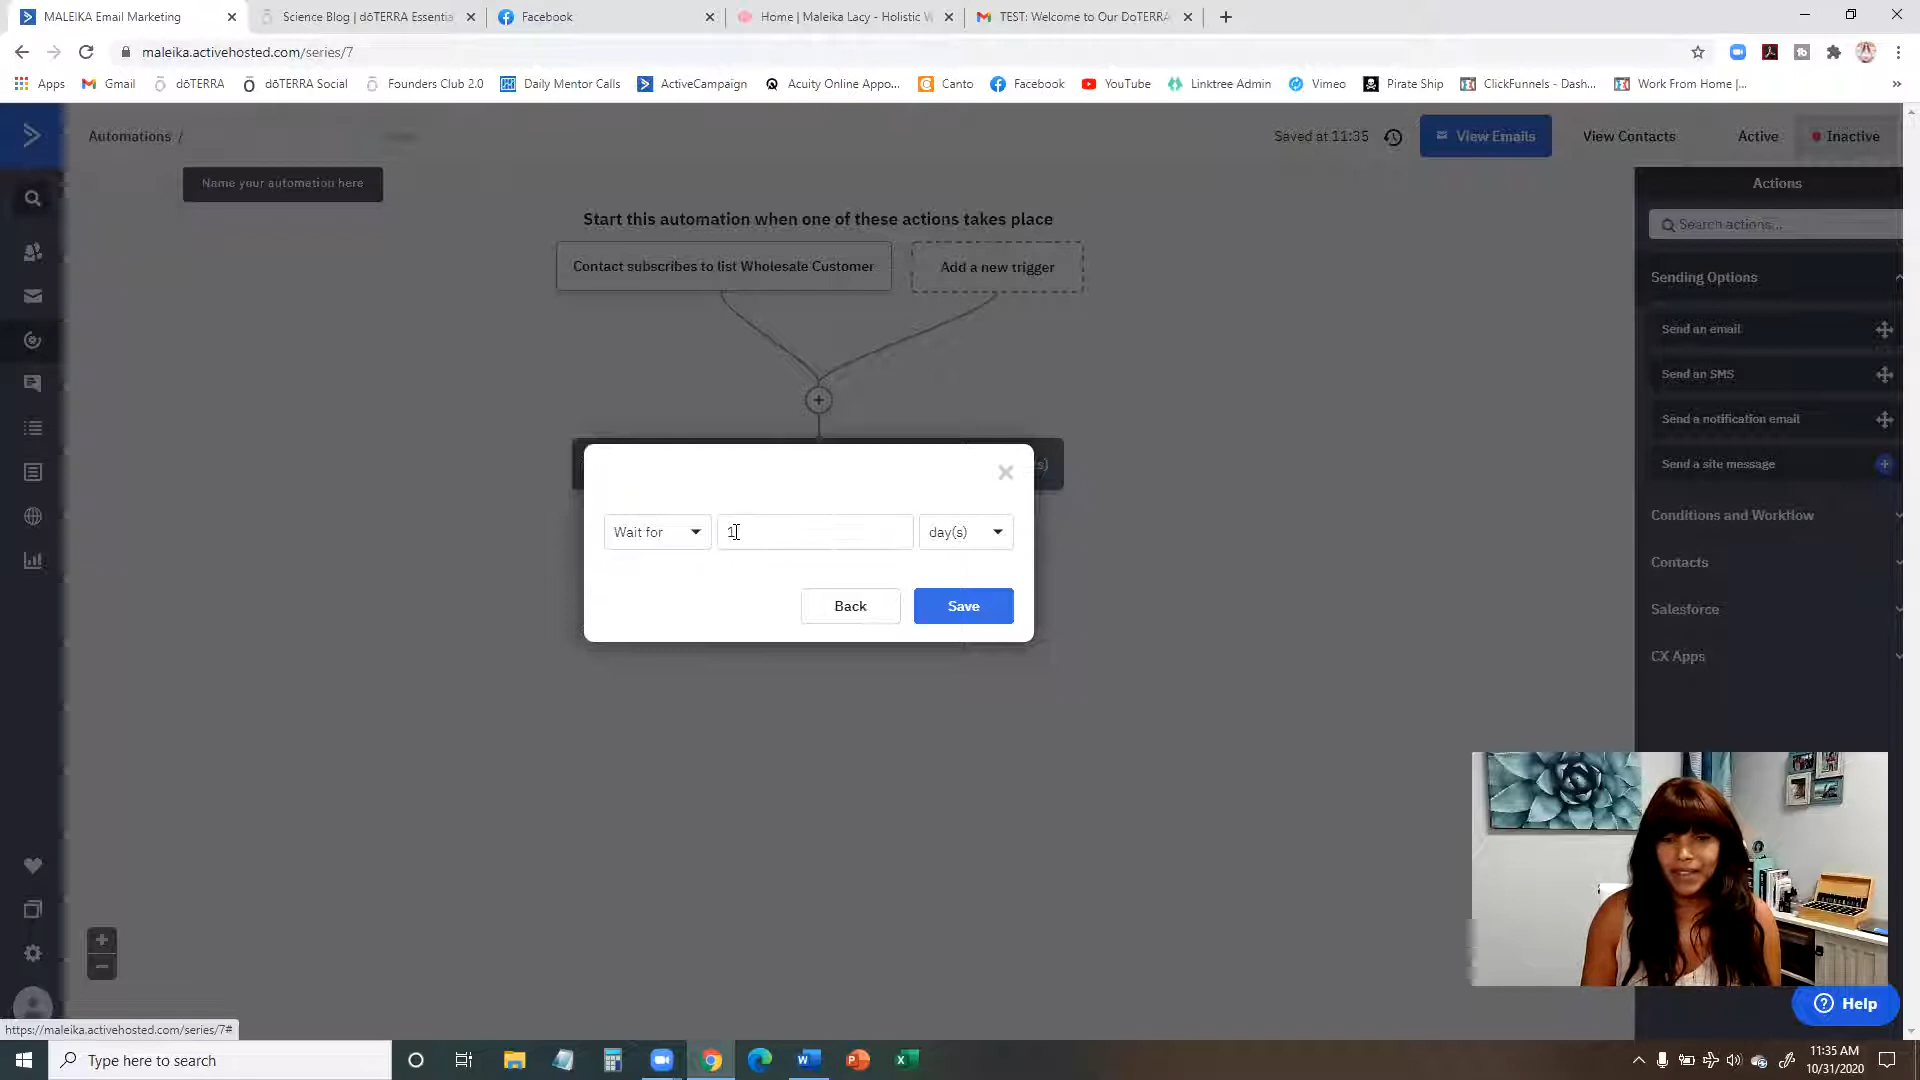 MALEIKA Email Marketing
Science Blog | dōTERRA Essentia
Facebook
Home | Maleika Lacy - Holistic W
TEST: Welcome to Our DoTERRA
maleika.activehosted.com/series/7
Apps
Gmail
dōTERRA
dōTERRA Social
Founders Club 2.0
Daily Mentor Calls
ActiveCampaign
Acuity Online Appo...
Canto
Facebook
YouTube
Linktree Admin
Vimeo
Pirate Ship
ClickFunnels - Dash...
Work From Home |...
Automations /
Saved at 11:35
View Emails
View Contacts
Active
Inactive
Name your automation here
Actions
Start this automation when one of these actions takes place
Search actions...
Contact subscribes to list Wholesale Customer
Add a new trigger
Sending Options
Send an email
Send an SMS
Send a notification email
Send a site message
s)
Conditions and Workflow
Wait for
1
day(s)
Contacts
Back
Save
Salesforce
CX Apps
Help
https://maleika.activehosted.com/series/7#
Type here to search
11:35 AM
10/31/2020